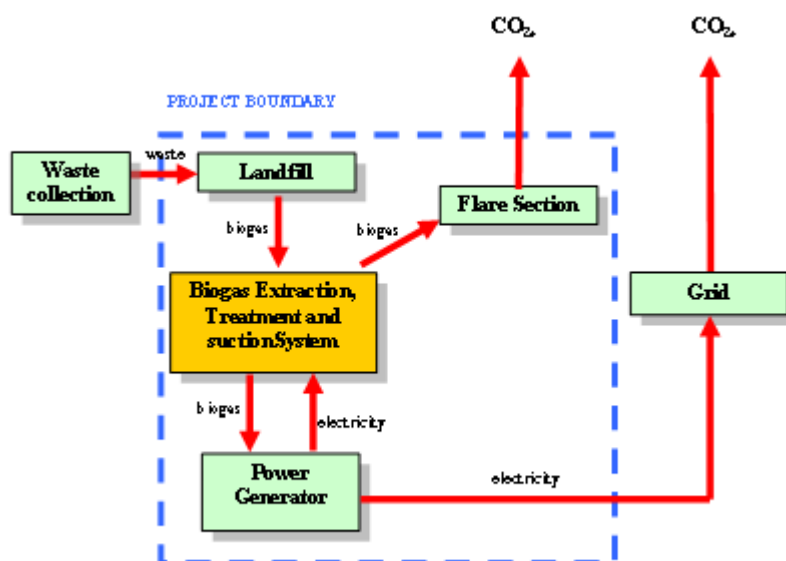 CO₂,
CO₂,
PROJECT BOUNDARY
waste
Waste
collection
Landfill
Flare Section
biogas
biogas
Biogas Extraction,
Treatment and
suctionSystem
Grid
biogas
electricity
Power
Generator
electricity